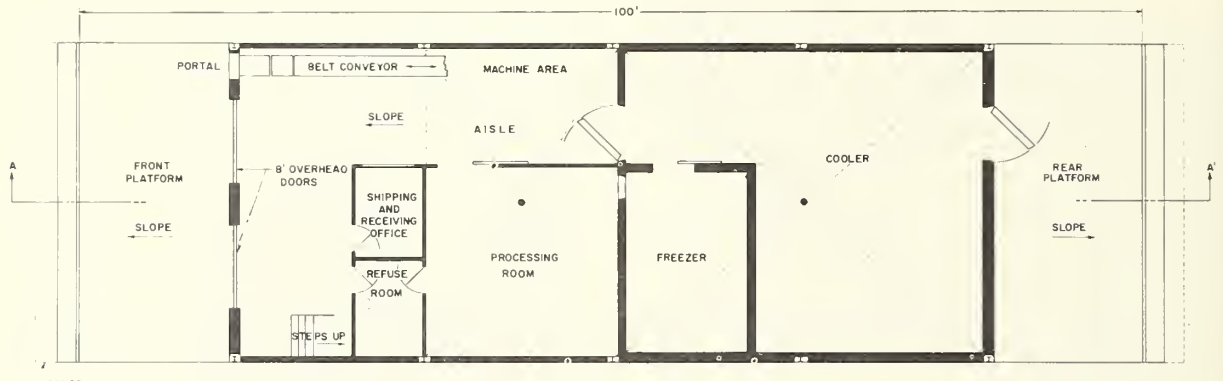 100'
PORTAL
BELT CONVEYOR
MACHINE AREA
SLOPE
AISLE
COOLER
A
FRONT
PLATFORM
8' OVERHEAD
DOORS
REAR
PLATFORM
A'
SHIPPING
AND
RECEIVING
OFFICE
SLOPE
SLOPE
PROCESSING
ROOM
FREEZER
REFUSE
ROOM
STEPS UP